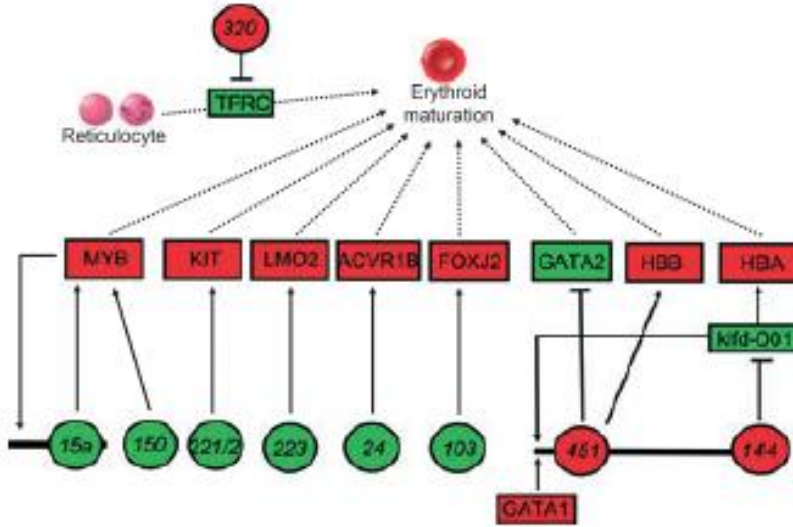 320
TFRC
Erythroid
maturation
Reticulocyte
MYB KIT LMO2 ACVR1B FOXJ2 GATA2 HBB HBA
klfd-O01
15a 150 221/2 223 24 103 451 144
GATA1